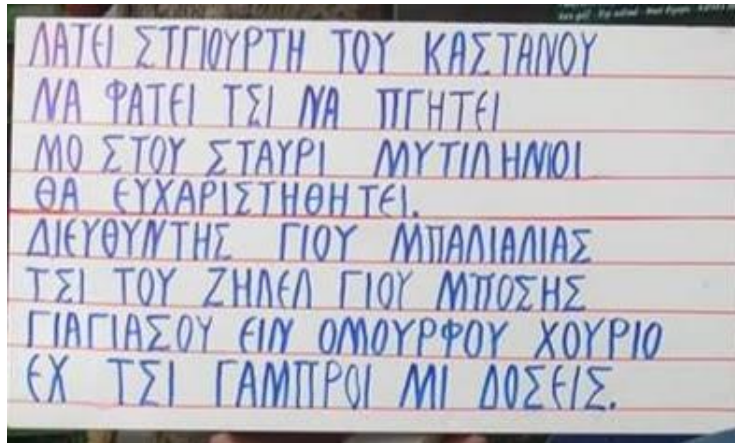 ΛΑΤΕΙ ΣΤΓΙΟΥΡΤΗ ΤΟΥ ΚΑΣΤΑΝΟΥ
ΝΑ ΦΑΤΕΙ ΤΣΙ ΝΑ ΠΓΗΤΕΙ
ΜΟ ΣΤΟΥ ΣΤΑΥΡΙ ΜΥΤΙΛΗΝΙΟΙ
ΘΑ ΕΥΧΑΡΙΣΤΗΘΗΤΕΙ.
ΔΙΕΥΘΥΝΤΗΣ ΓΙΟΥ ΜΠΑΛΙΑΛΙΑΣ
ΤΣΙ ΤΟΥ ΖΗΛΕΛ ΓΙΟΥ ΜΠΟΣΗΣ
ΓΙΑΓΙΑΣΟΥ ΕΙΝ ΟΜΟΥΡΦΟΥ ΧΟΥΡΙΟ
ΕΧ ΤΣΙ ΓΑΜΠΡΟΙ ΜΙ ΔΟΣΕΙΣ.